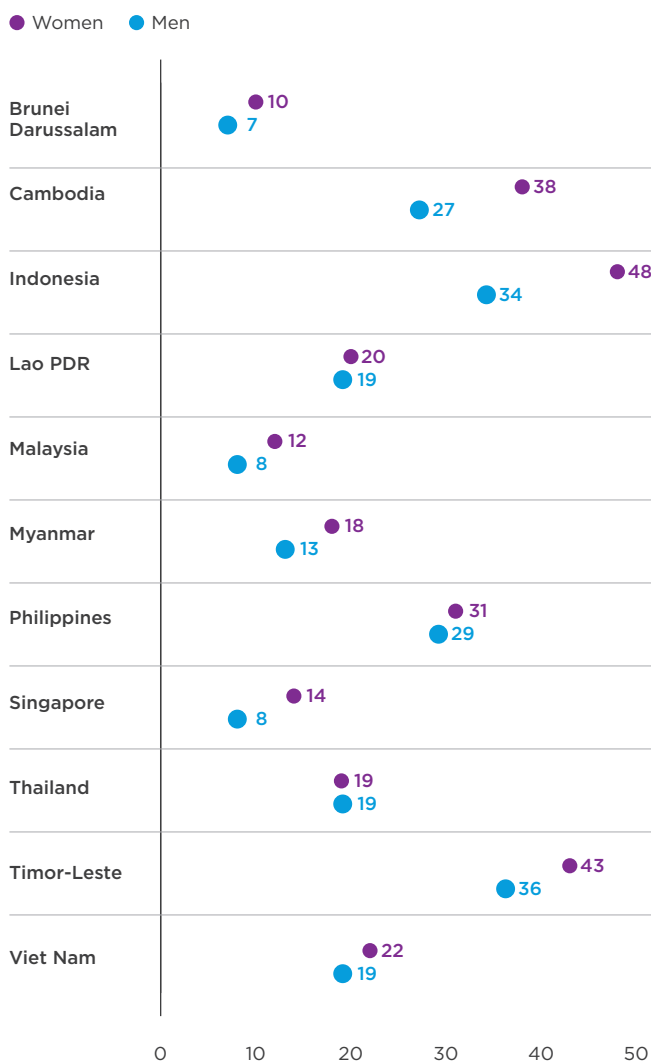 Women Men
Brunei
Darussalam
10
7
Cambodia
38
27
Indonesia
48
34
Lao PDR
20
19
Malaysia
12
8
Myanmar
18
13
Philippines
31
29
Singapore
14
8
Thailand
19
19
Timor-Leste
43
36
Viet Nam
22
19
0 10 20 30 40 50